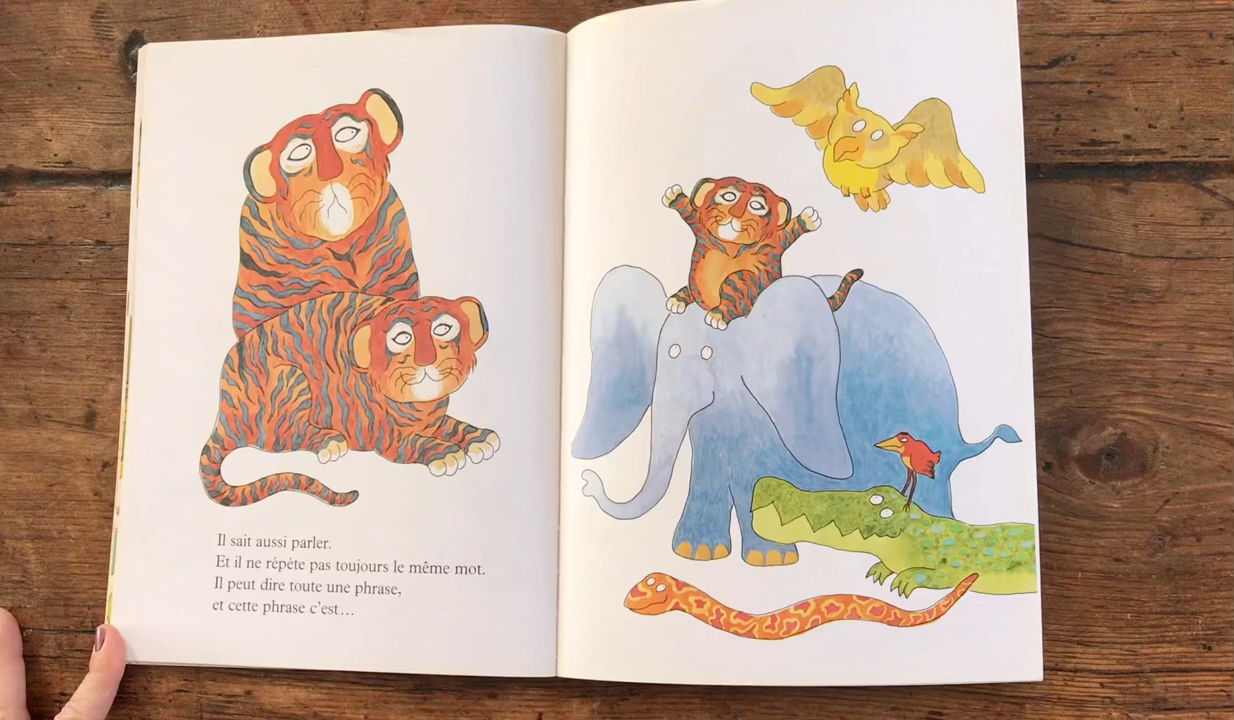 Il sait aussi parler.
Et il ne répète pas toujours le même mot.
Il peut dire toute une phrase,
et cette phrase c'est…